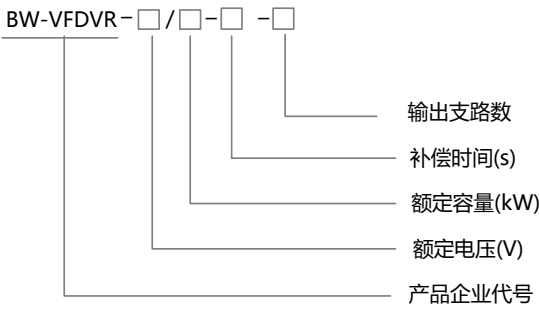 BW-VFDVR-□/□-□-□
输出支路数
补偿时间(s)
额定容量(kW)
额定电压(V)
产品企业代号